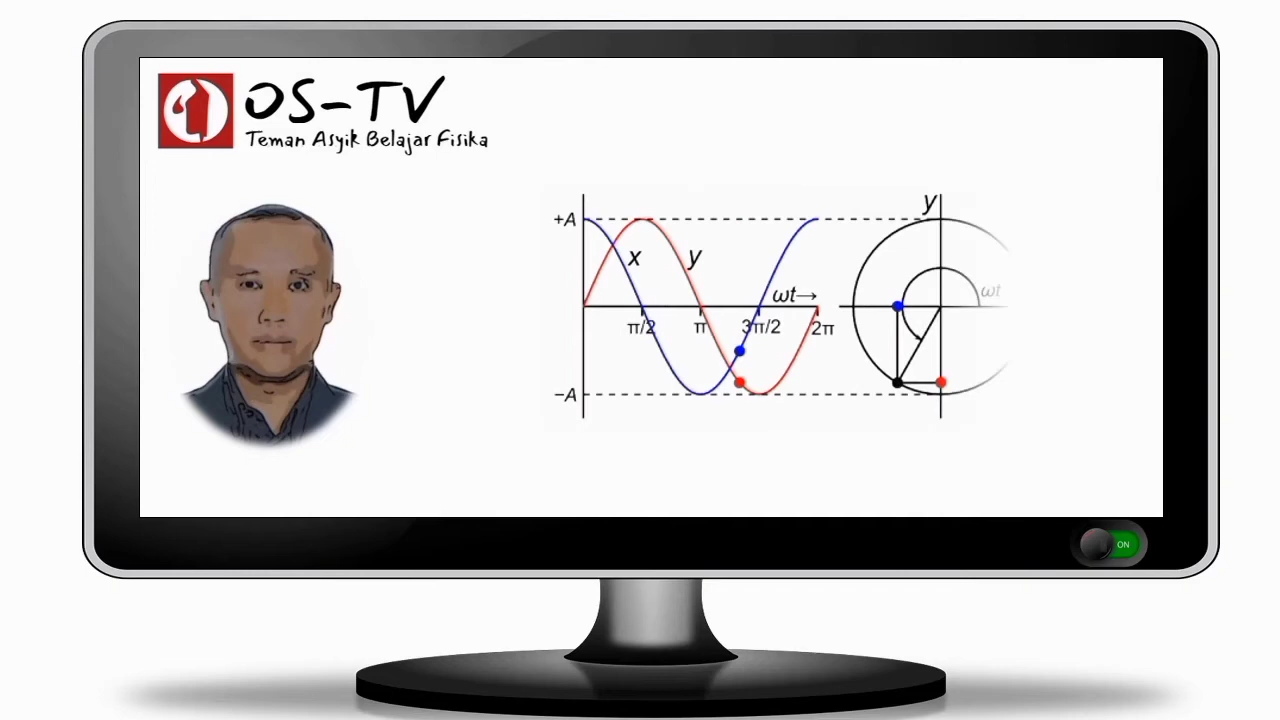 OS-TV
Teman Asyik Belajar Fisika
y
+A
x
y
ωt→
ωt
π/2
π
3π/2
2π
−A
ON